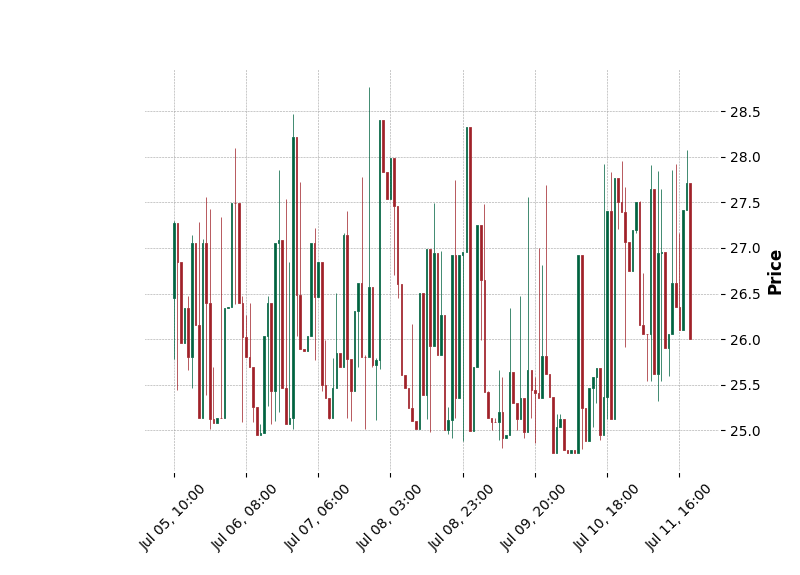 28.5
28.0
27.5
27.0
26.5
26.0
25.5
25.0
Price
Jul 05, 10:00
Jul 06, 08:00
Jul 07, 06:00
Jul 08, 03:00
Jul 08, 23:00
Jul 09, 20:00
Jul 10, 18:00
Jul 11, 16:00